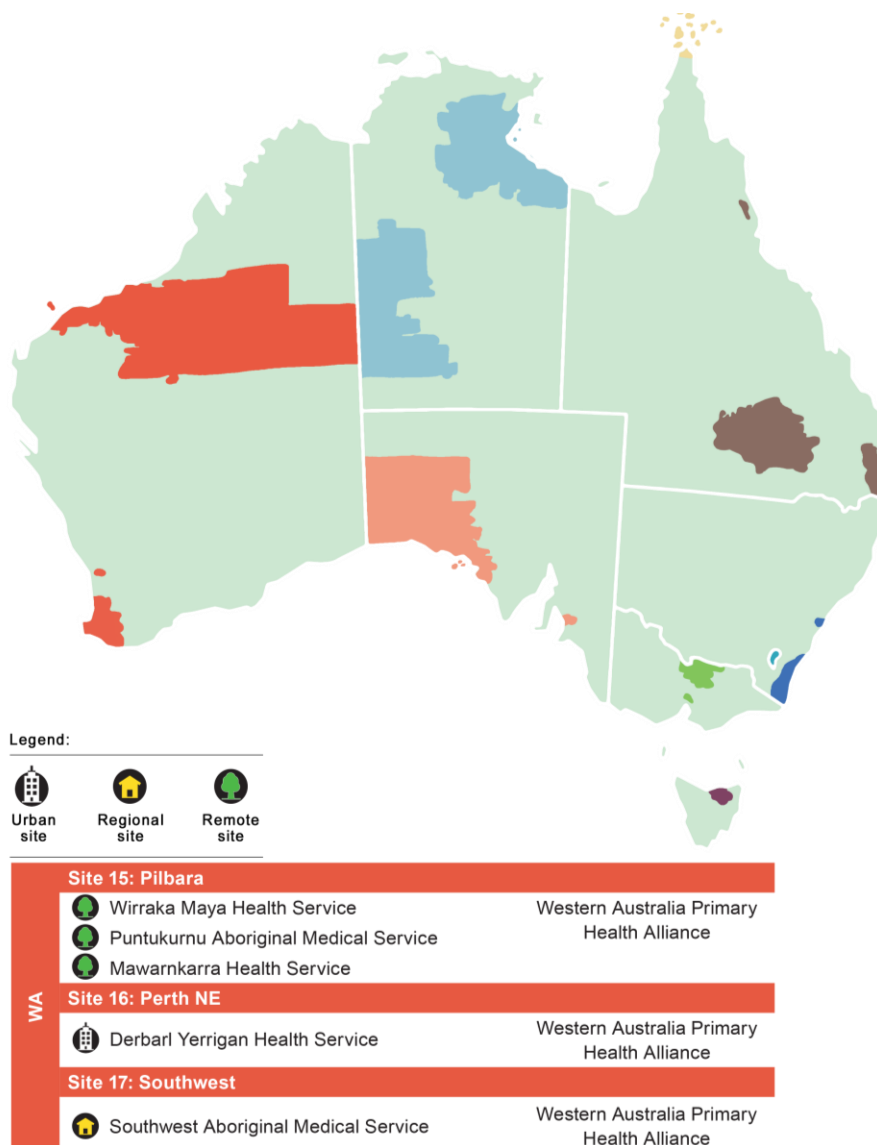 Legend:
Urban site
Regional site
Remote site
WA
Site 15: Pilbara
Wirraka Maya Health Service
Western Australia Primary
Health Alliance
Puntukurnu Aboriginal Medical Service
Mawarnkarra Health Service
Site 16: Perth NE
Derbarl Yerrigan Health Service
Western Australia Primary
Health Alliance
Site 17: Southwest
Southwest Aboriginal Medical Service
Western Australia Primary
Health Alliance